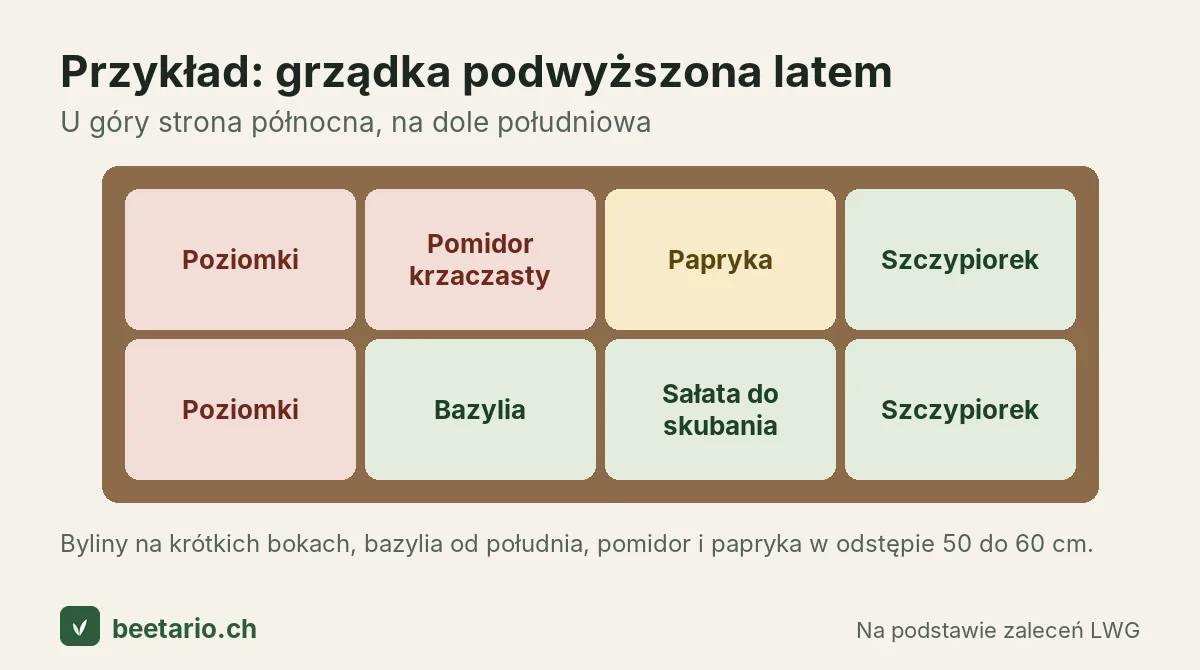 Przykład: grządka podwyższona latem
U góry strona północna, na dole południowa
Poziomki
Pomidor
krzaczasty
Papryka
Szczypiorek
Poziomki
Bazylia
Sałata do
skubania
Szczypiorek
Byliny na krótkich bokach, bazylia od południa, pomidor i papryka w odstępie 50 do 60 cm.
beetario.ch
Na podstawie zaleceń LWG